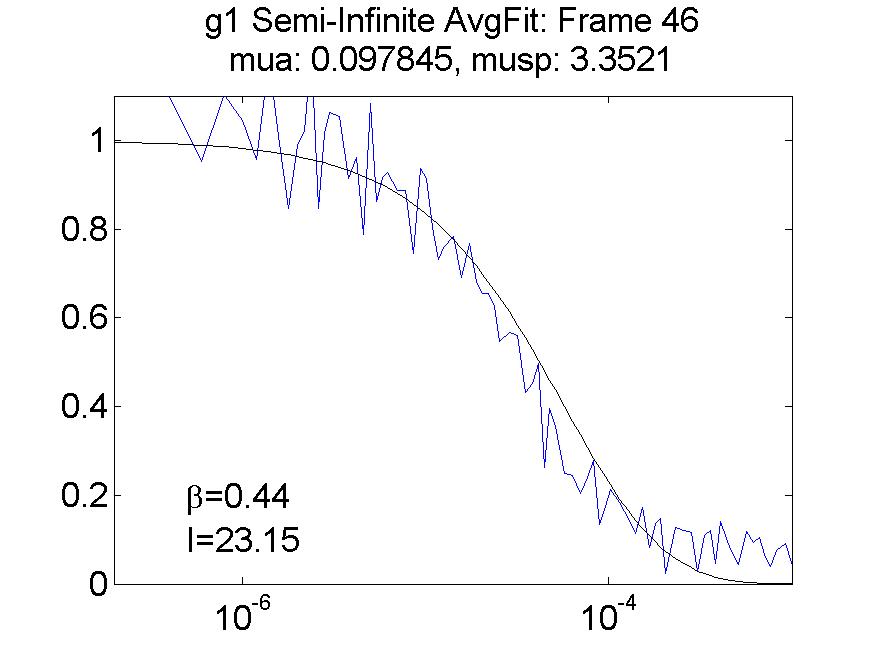 g1 Semi-Infinite AvgFit: Frame 46
mua: 0.097845, musp: 3.3521
1
0.8
0.6
0.4
0.2
0
β=0.44
I=23.15
10^-6
10^-4